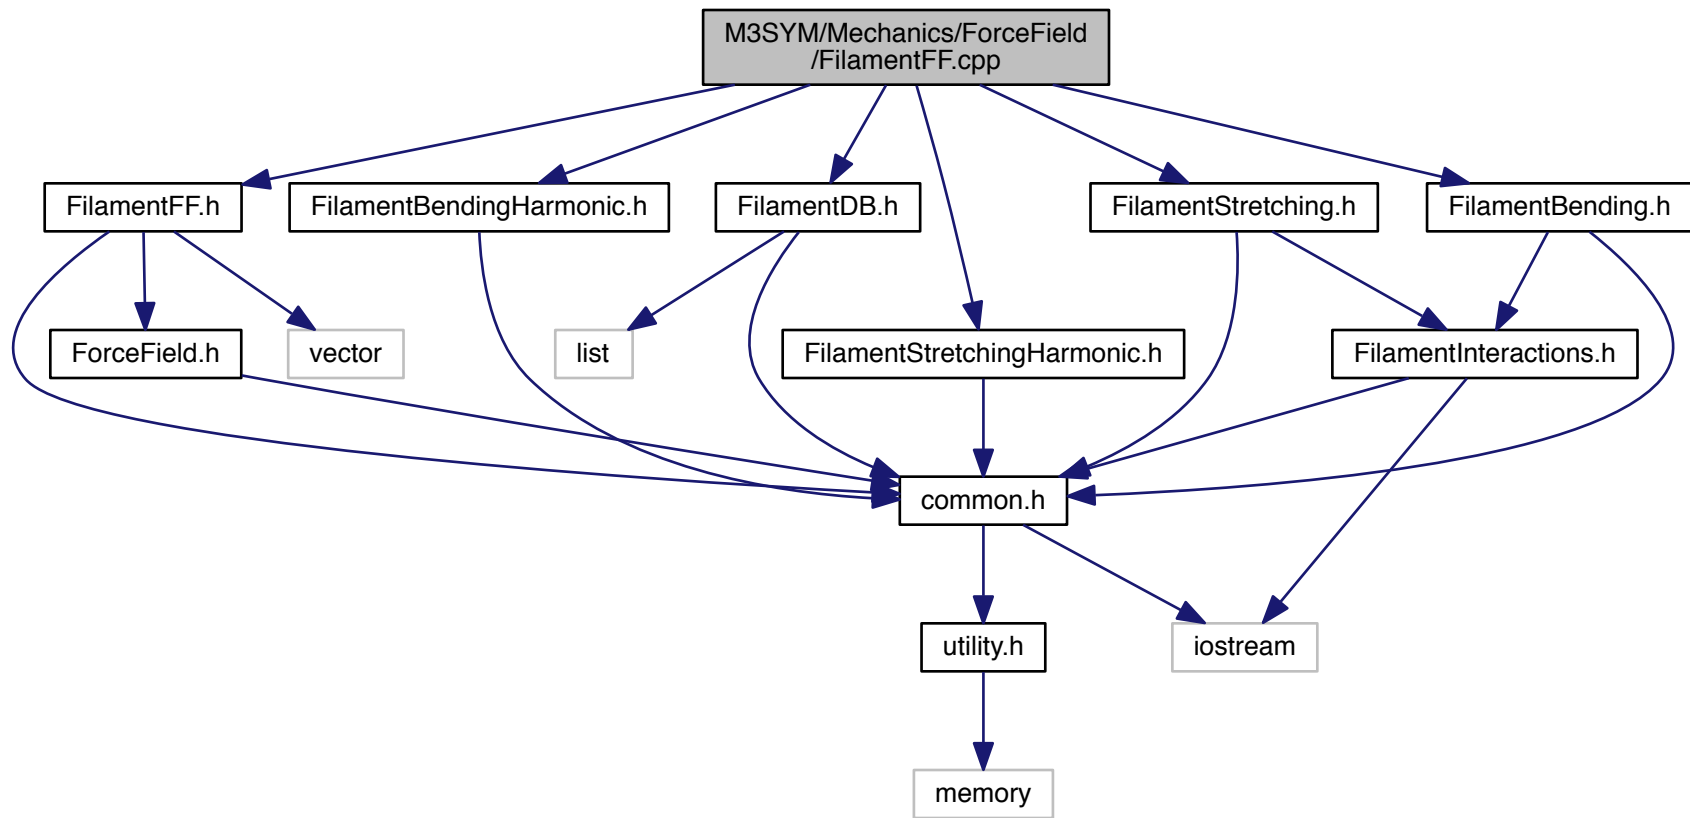 M3SYM/Mechanics/ForceField
/FilamentFF.cpp
FilamentFF.h
FilamentBendingHarmonic.h
FilamentDB.h
FilamentStretching.h
FilamentBending.h
ForceField.h
vector
list
FilamentStretchingHarmonic.h
FilamentInteractions.h
common.h
utility.h
iostream
memory